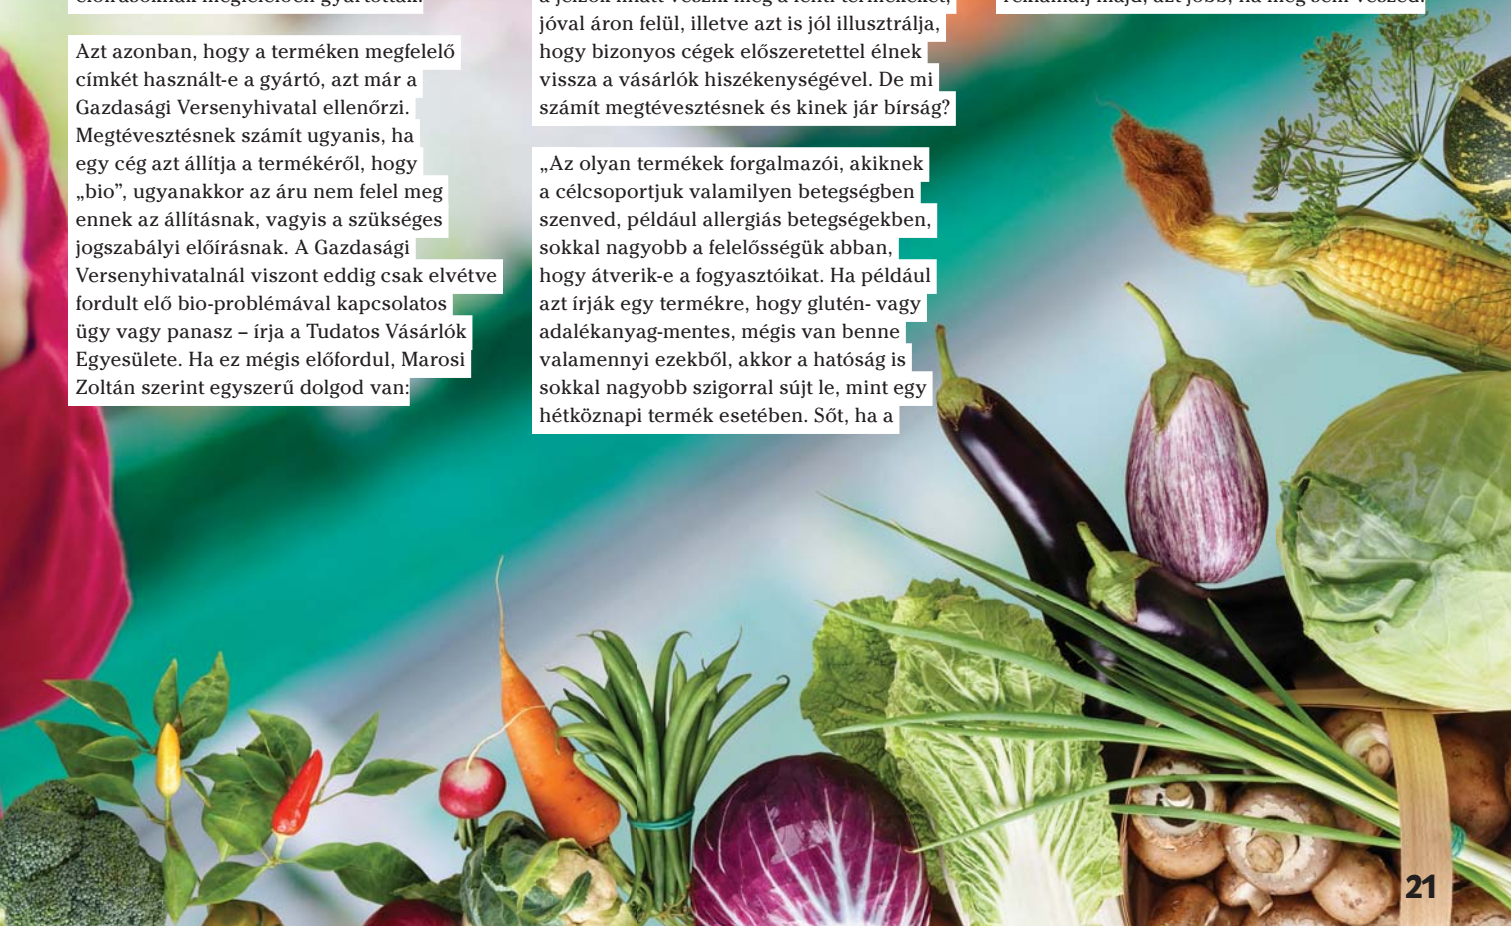 Azt azonban, hogy a terméken megfelelő
címkét használt-e a gyártó, azt már a
Gazdasági Versenyhivatal ellenőrzi.
Megtévesztésnek számít ugyanis, ha
egy cég azt állítja a termékéről, hogy
„bio”, ugyanakkor az áru nem felel meg
ennek az állításnak, vagyis a szükséges
jogszabályi előírásnak. A Gazdasági
Versenyhivatalnál viszont eddig csak elvétve
fordult elő bio-problémával kapcsolatos
ügy vagy panasz – írja a Tudatos Vásárlók
Egyesülete. Ha ez mégis előfordul, Marosi
Zoltán szerint egyszerű dolgod van:
jóval áron felül, illetve azt is jól illusztrálja,
hogy bizonyos cégek előszeretettel élnek
vissza a vásárlók hiszékenységével. De mi
számít megtévesztésnek és kinek jár bírság?
„Az olyan termékek forgalmazói, akiknek
a célcsoportjuk valamilyen betegségben
szenved, például allergiás betegségekben,
sokkal nagyobb a felelősségük abban,
hogy átverik-e a fogyasztóikat. Ha például
azt írják egy termékre, hogy glutén- vagy
adalékanyag-mentes, mégis van benne
valamennyi ezekből, akkor a hatóság is
sokkal nagyobb szigorral sújt le, mint egy
hétköznapi termék esetében. Sőt, ha a
21